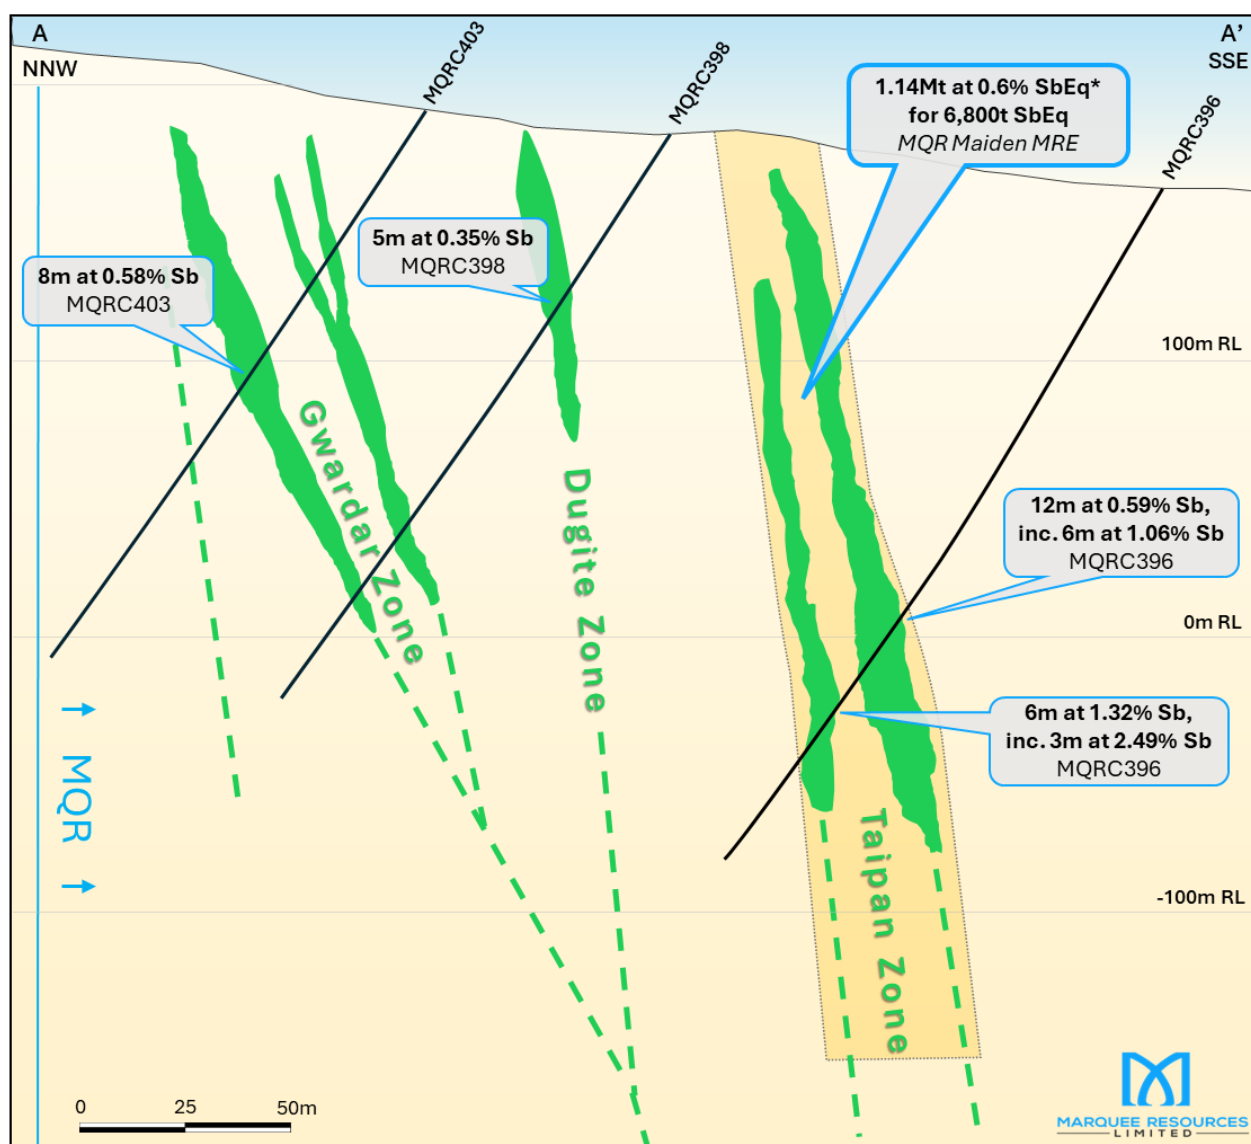 A
NNW
MQRC403
MQRC398
A’
SSE
MQRC396
1.14Mt at 0.6% SbEq*
for 6,800t SbEq
MQR Maiden MRE
5m at 0.35% Sb
MQRC398
8m at 0.58% Sb
MQRC403
100m RL
Gwardar Zone
Dugite Zone
12m at 0.59% Sb,
inc. 6m at 1.06% Sb
MQRC396
0m RL
6m at 1.32% Sb,
inc. 3m at 2.49% Sb
MQRC396
MQR
Taipan Zone
-100m RL
0 25 50m
MARQUEE RESOURCES
LIMITED